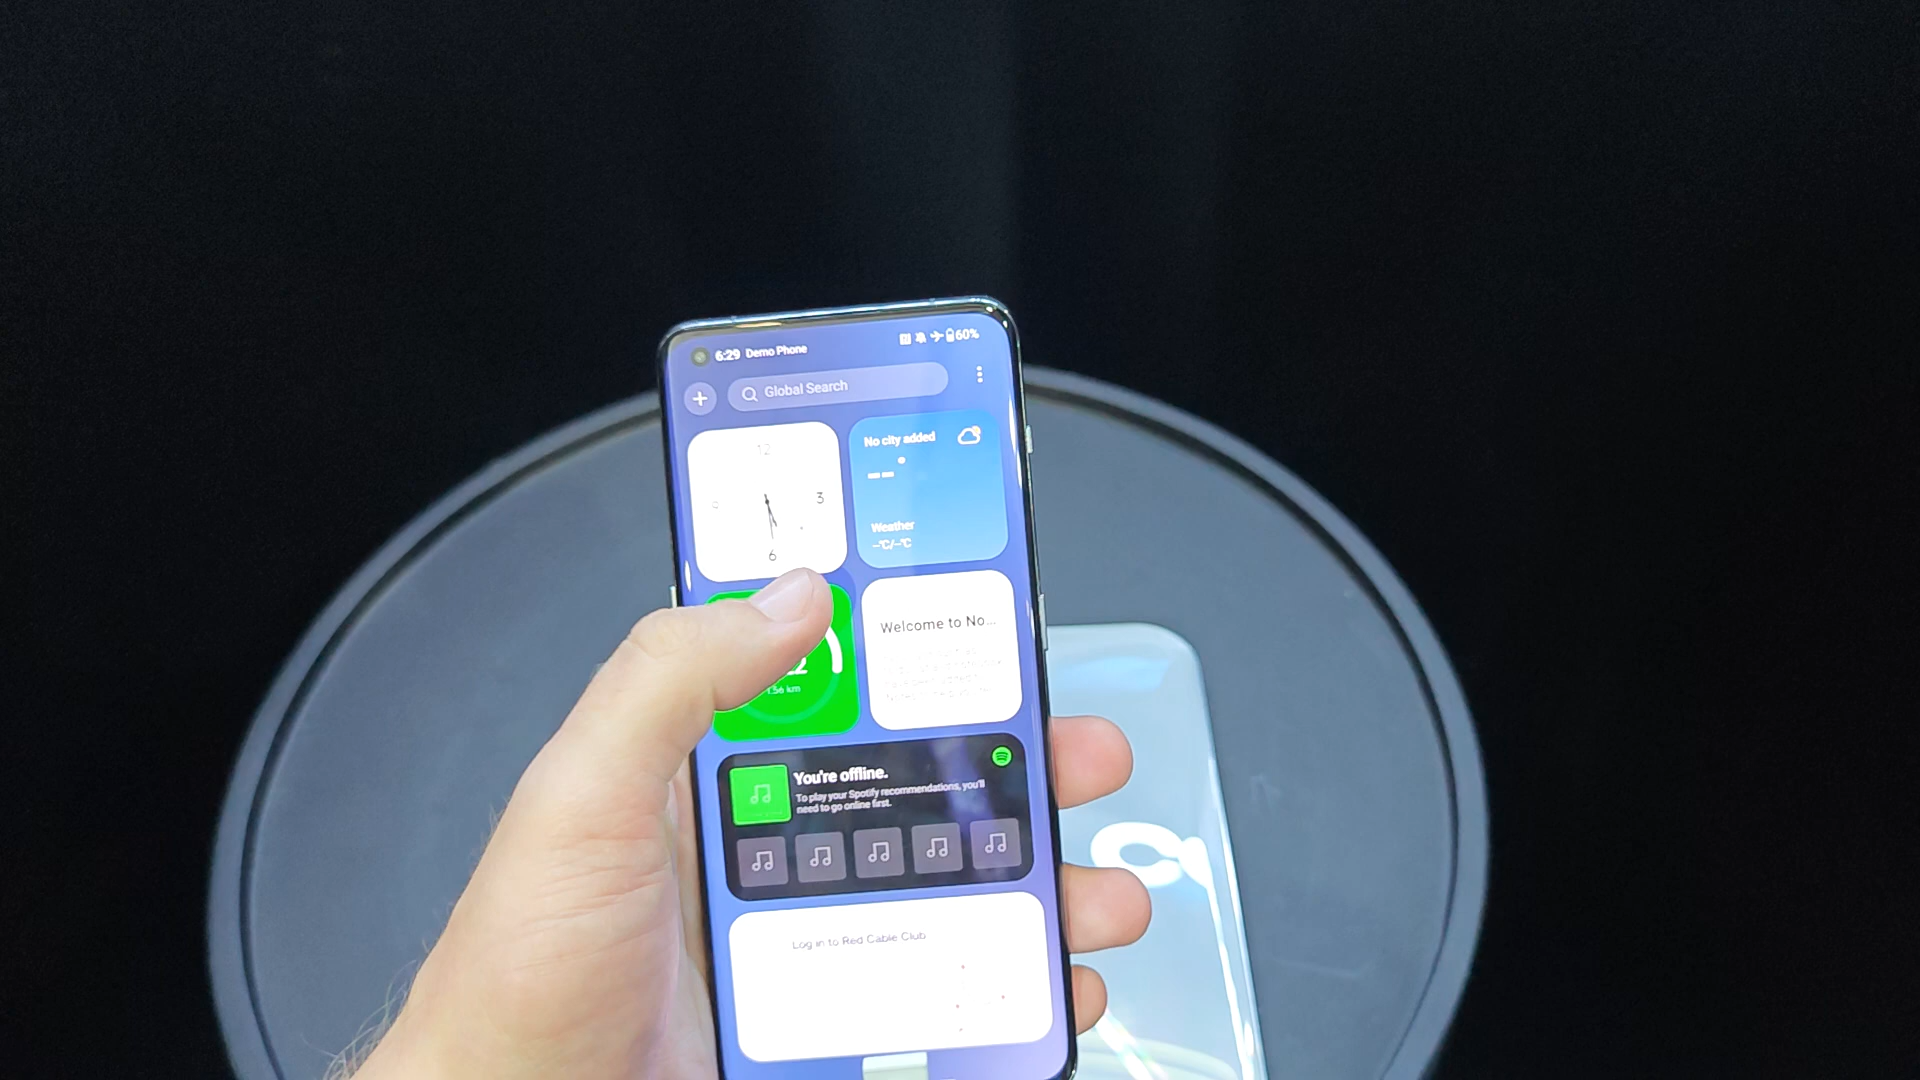 6:29 Demo Phone 60%
Global Search
12
3
6
No city added
Weather
--°C/--°C
1.56 km
Welcome to No...
You're offline.
To play your Spotify recommendations, you'll
need to go online first.
Log in to Red Cable Club